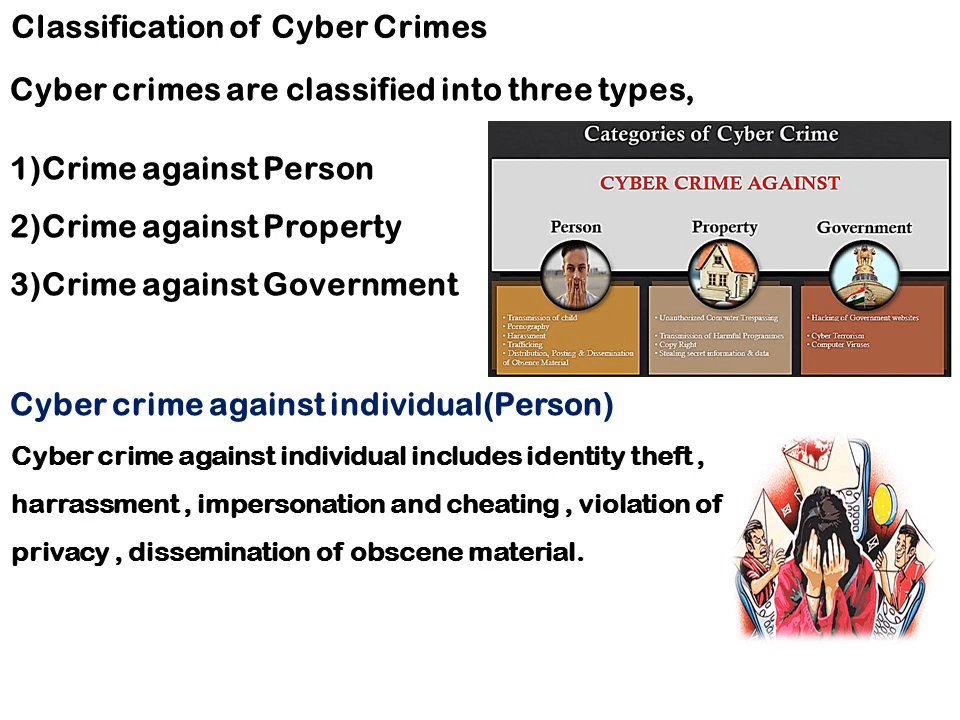 Classification of Cyber Crimes
Cyber crimes are classified into three types,
1)Crime against Person
2)Crime against Property
3)Crime against Government
Categories of Cyber Crime
CYBER CRIME AGAINST
Person
Property
Government
• Transmission of child
• Pornography
• Harassment
• Trafficking
• Distribution, Posting & Dissemination
of Obsence Material
• Unauthorized Computer Trespassing
• Transmission of Harmful Programmes
• Copy Right
• Stealing secret information & data
• Hacking of Government websites
• Cyber Terrorism
• Computer Viruses
Cyber crime against individual(Person)
Cyber crime against individual includes identity theft ,
harrassment , impersonation and cheating , violation of
privacy , dissemination of obscene material.